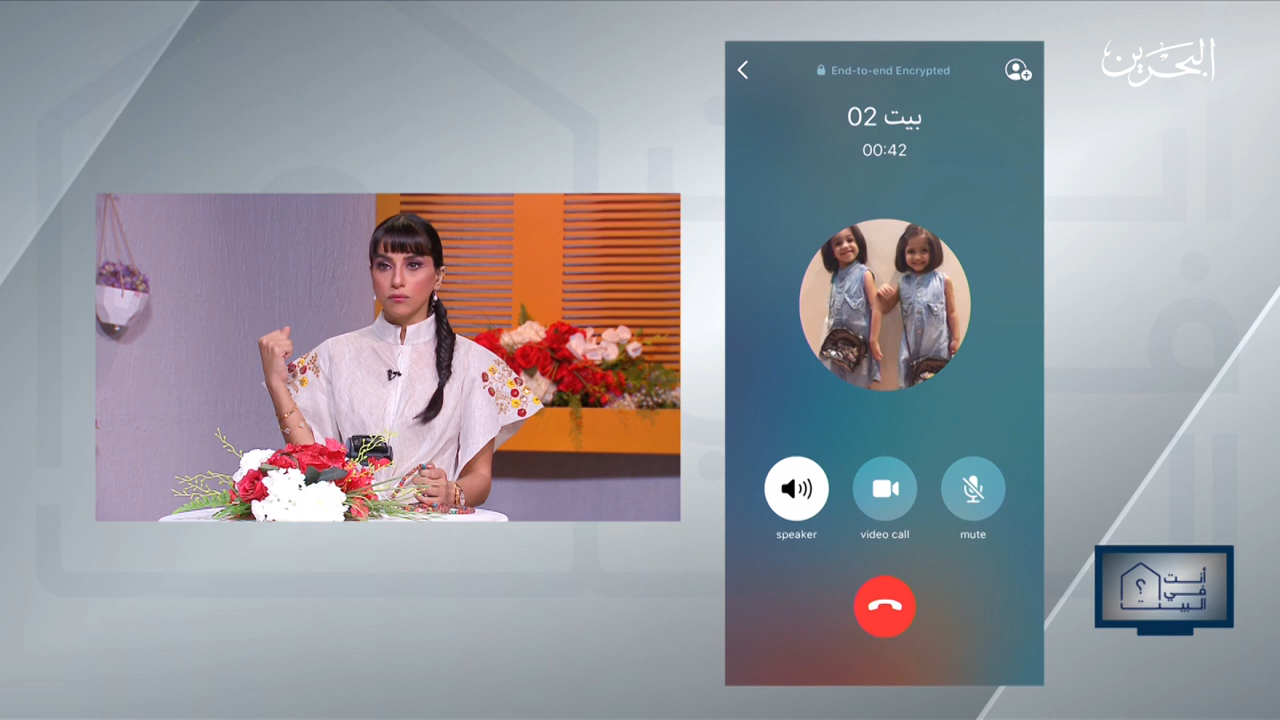 البحرين
End-to-end Encrypted
بيت 02
00:42
speaker
video call
mute
أنت
في
البيت
؟